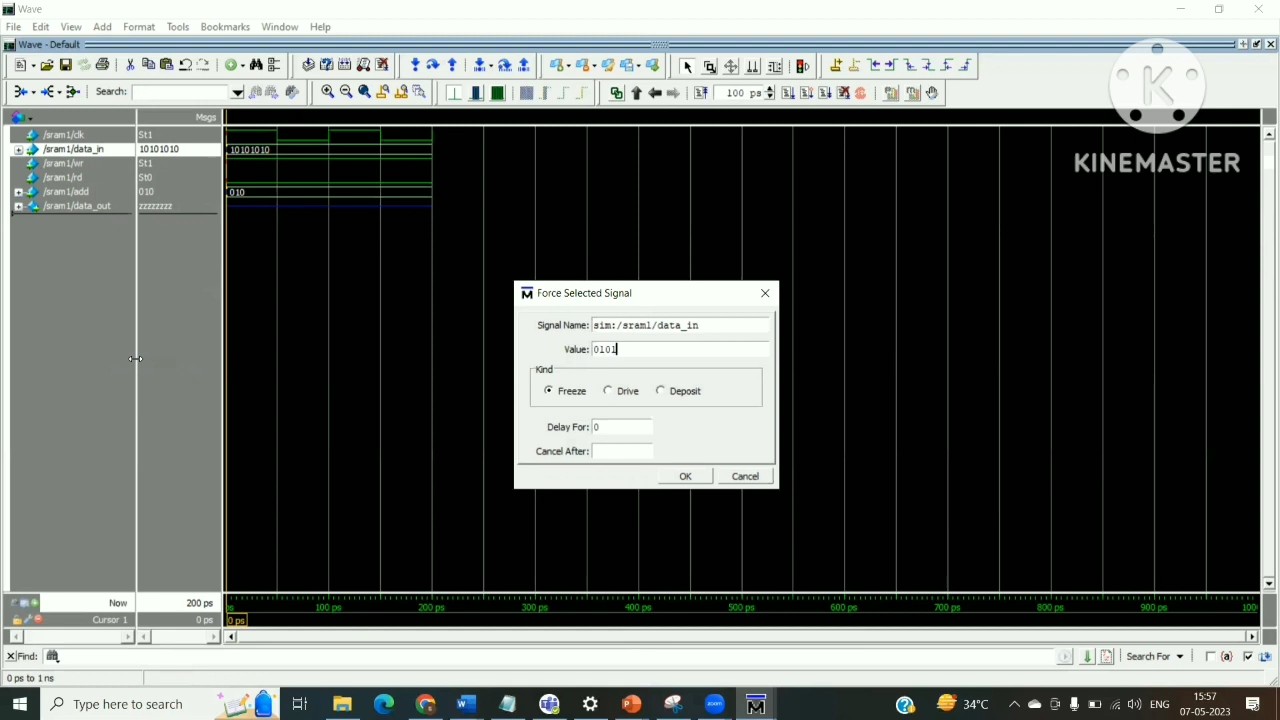 Wave
File Edit View Add Format Tools Bookmarks Window Help
Wave - Default
Search:
100 ps
K
KINEMASTER
Msgs
/sram1/clk St1
/sram1/data_in 10101010 10101010
/sram1/wr St1
/sram1/rd St0
/sram1/add 010 010
/sram1/data_out zzzzzzzz
M Force Selected Signal
Signal Name: sim:/sram1/data_in
Value: 0101
Kind
Freeze Drive Deposit
Delay For: 0
Cancel After:
OK Cancel
Now 200 ps ps 100 ps 200 ps 300 ps 400 ps 500 ps 600 ps 700 ps 800 ps 900 ps 1000
Cursor 1 0 ps 0 ps
Find: Search For {a}
0 ps to 1 ns
Type here to search
zoom
M
34°C
ENG
15:57
07-05-2023